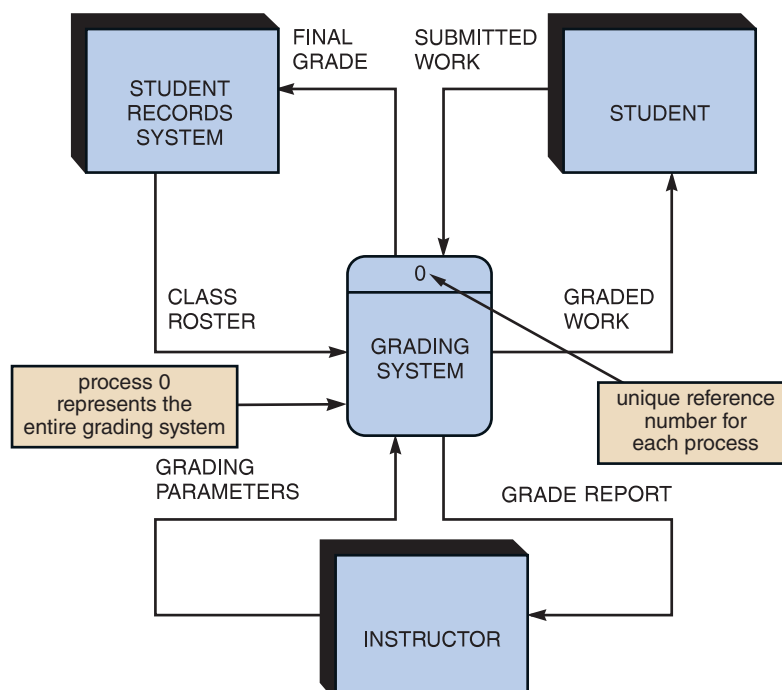 FINAL
GRADE
SUBMITTED
WORK
STUDENT
RECORDS
SYSTEM
STUDENT
0
CLASS
ROSTER
GRADED
WORK
GRADING
SYSTEM
process 0
represents the
entire grading system
unique reference
number for
each process
GRADING
PARAMETERS
GRADE REPORT
INSTRUCTOR